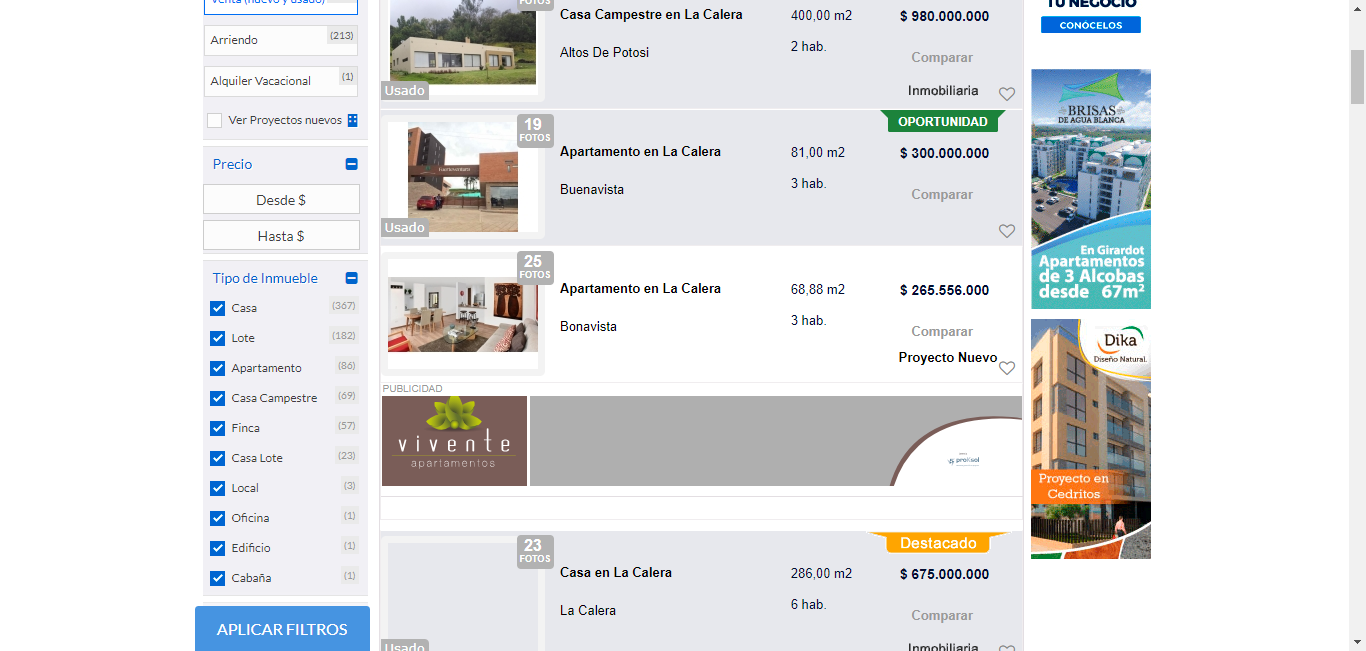 Venta (nuevo y usado)
Arriendo (213)
Alquiler Vacacional (1)
Ver Proyectos nuevos
Precio
Desde $
Hasta $
Tipo de Inmueble
Casa (367)
Lote (182)
Apartamento (86)
Casa Campestre (69)
Finca (57)
Casa Lote (23)
Local (3)
Oficina (1)
Edificio (1)
Cabaña (1)
APLICAR FILTROS
FOTOS
Usado
Casa Campestre en La Calera
Altos De Potosi
400,00 m2
2 hab.
$ 980.000.000
Comparar
Inmobiliaria
19
FOTOS
Usado
Apartamento en La Calera
Buenavista
81,00 m2
3 hab.
OPORTUNIDAD
$ 300.000.000
Comparar
25
FOTOS
Apartamento en La Calera
Bonavista
68,88 m2
3 hab.
$ 265.556.000
Comparar
Proyecto Nuevo
PUBLICIDAD
vivente
apartamentos
prolisol
23
FOTOS
Usado
Casa en La Calera
La Calera
286,00 m2
6 hab.
Destacado
$ 675.000.000
Comparar
Inmobiliaria
TU NEGOCIO
CONÓCELOS
BRISAS
DE AGUA BLANCA
En Girardot
Apartamentos
de 3 Alcobas
desde 67m²
Dika
Diseño Natural.
Proyecto en
Cedritos